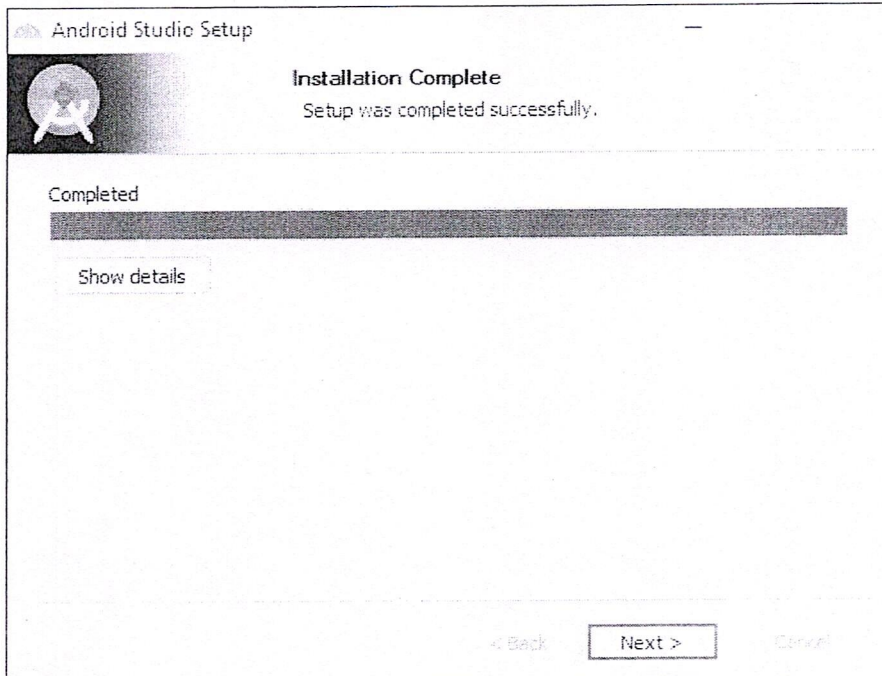 Android Studio Setup
Installation Complete
Setup was completed successfully.
Completed
Show details
< Back
Next >
Cancel